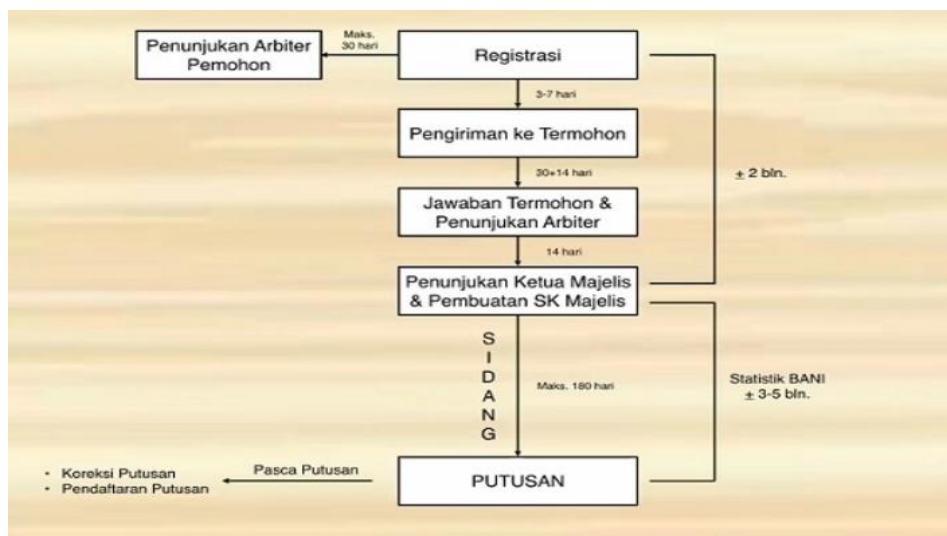 Penunjukan Arbiter
Pemohon
Maks.
30 hari
Registrasi
3-7 hari
Pengiriman ke Termohon
30+14 hari
Jawaban Termohon &
Penunjukan Arbiter
14 hari
Penunjukan Ketua Majelis
& Pembuatan SK Majelis
± 2 bln.
S
I
D
A
N
G
Maks. 180 hari
Statistik BANI
± 3-5 bln.
PUTUSAN
Pasca Putusan
• Koreksi Putusan
• Pendaftaran Putusan